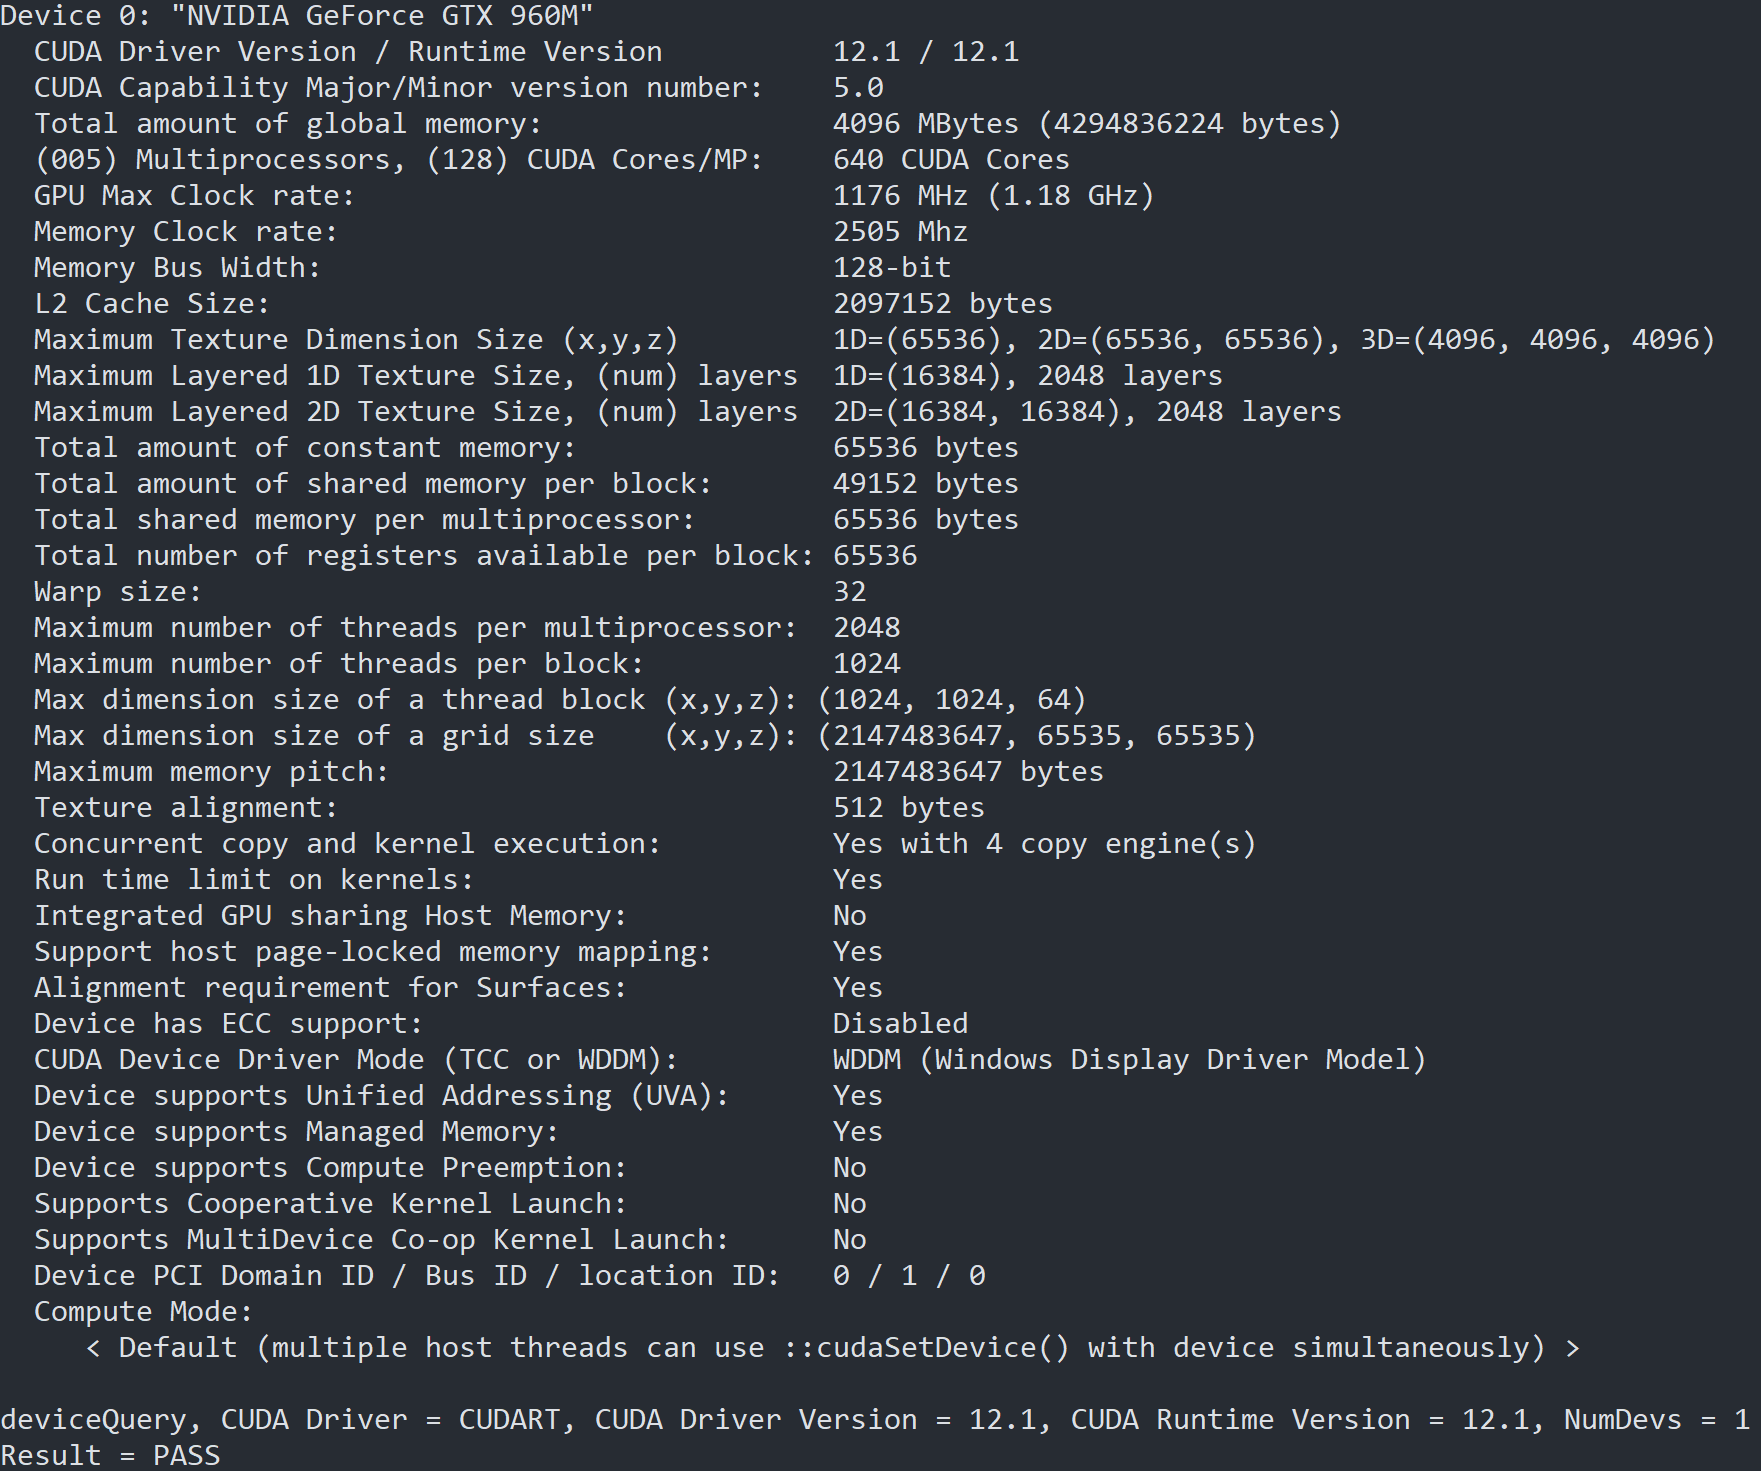 Device 0: "NVIDIA GeForce GTX 960M"
  CUDA Driver Version / Runtime Version          12.1 / 12.1
  CUDA Capability Major/Minor version number:    5.0
  Total amount of global memory:                 4096 MBytes (4294836224 bytes)
  (005) Multiprocessors, (128) CUDA Cores/MP:    640 CUDA Cores
  GPU Max Clock rate:                            1176 MHz (1.18 GHz)
  Memory Clock rate:                             2505 Mhz
  Memory Bus Width:                              128-bit
  L2 Cache Size:                                 2097152 bytes
  Maximum Texture Dimension Size (x,y,z)         1D=(65536), 2D=(65536, 65536), 3D=(4096, 4096, 4096)
  Maximum Layered 1D Texture Size, (num) layers  1D=(16384), 2048 layers
  Maximum Layered 2D Texture Size, (num) layers  2D=(16384, 16384), 2048 layers
  Total amount of constant memory:               65536 bytes
  Total amount of shared memory per block:       49152 bytes
  Total shared memory per multiprocessor:        65536 bytes
  Total number of registers available per block: 65536
  Warp size:                                     32
  Maximum number of threads per multiprocessor:  2048
  Maximum number of threads per block:           1024
  Max dimension size of a thread block (x,y,z): (1024, 1024, 64)
  Max dimension size of a grid size    (x,y,z): (2147483647, 65535, 65535)
  Maximum memory pitch:                          2147483647 bytes
  Texture alignment:                             512 bytes
  Concurrent copy and kernel execution:          Yes with 4 copy engine(s)
  Run time limit on kernels:                     Yes
  Integrated GPU sharing Host Memory:            No
  Support host page-locked memory mapping:       Yes
  Alignment requirement for Surfaces:            Yes
  Device has ECC support:                        Disabled
  CUDA Device Driver Mode (TCC or WDDM):         WDDM (Windows Display Driver Model)
  Device supports Unified Addressing (UVA):      Yes
  Device supports Managed Memory:                Yes
  Device supports Compute Preemption:            No
  Supports Cooperative Kernel Launch:            No
  Supports MultiDevice Co-op Kernel Launch:      No
  Device PCI Domain ID / Bus ID / location ID:   0 / 1 / 0
  Compute Mode:
     < Default (multiple host threads can use ::cudaSetDevice() with device simultaneously) >
deviceQuery, CUDA Driver = CUDART, CUDA Driver Version = 12.1, CUDA Runtime Version = 12.1, NumDevs = 1
Result = PASS